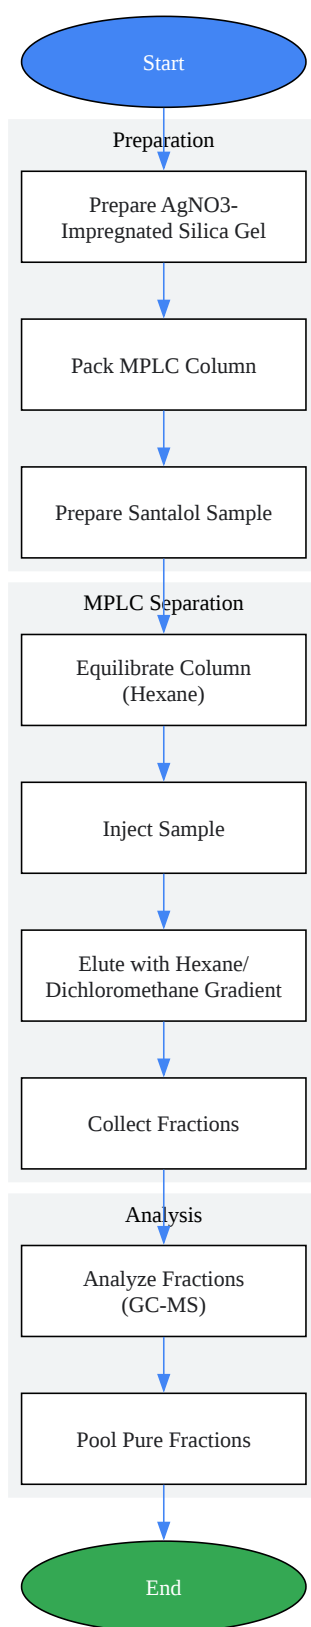 Start
Preparation
Prepare AgNO3-
Impregnated Silica Gel
Pack MPLC Column
Prepare Santalol Sample
MPLC Separation
Equilibrate Column
(Hexane)
Inject Sample
Elute with Hexane/
Dichloromethane Gradient
Collect Fractions
Analysis
Analyze Fractions
(GC-MS)
Pool Pure Fractions
End